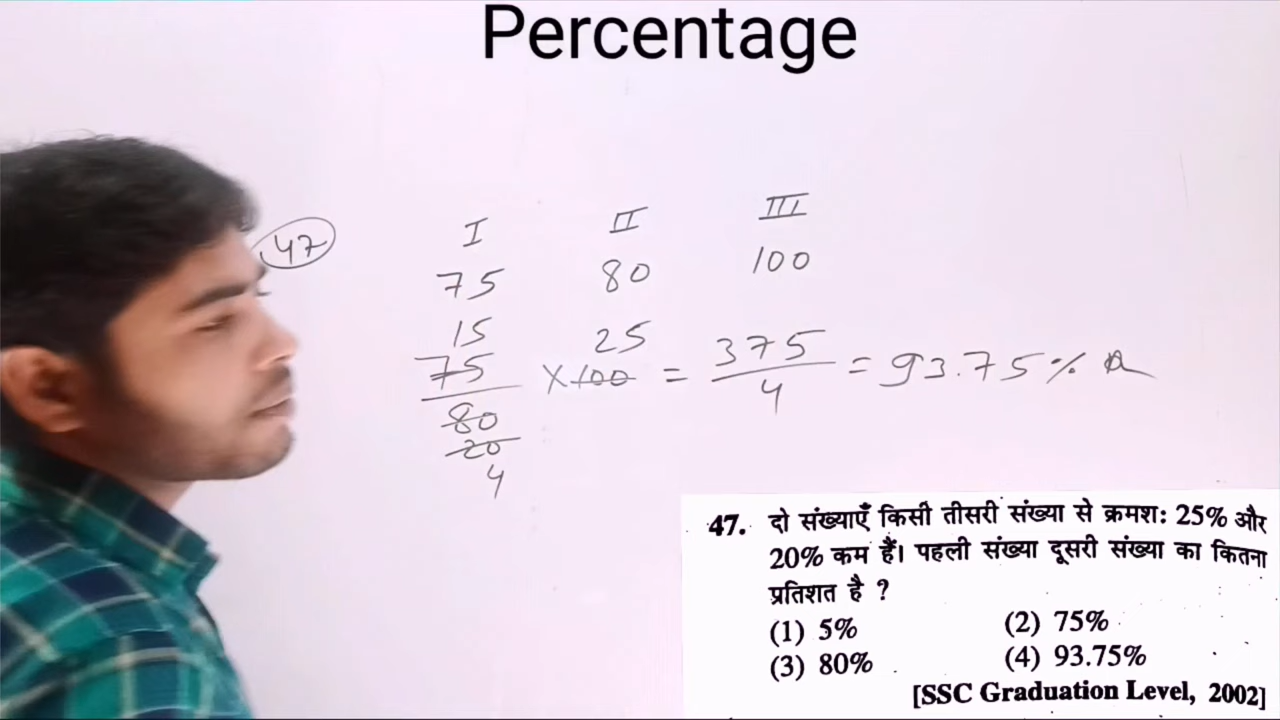 Percentage
47
I II III
75 80 100
15 25
75 × 100 = 375 = 93.75%
80 4
20
4
47. दो संख्याएँ किसी तीसरी संख्या से क्रमश: 25% और
20% कम हैं। पहली संख्या दूसरी संख्या का कितना
प्रतिशत है ?
(1) 5% (2) 75%
(3) 80% (4) 93.75%
[SSC Graduation Level, 2002]